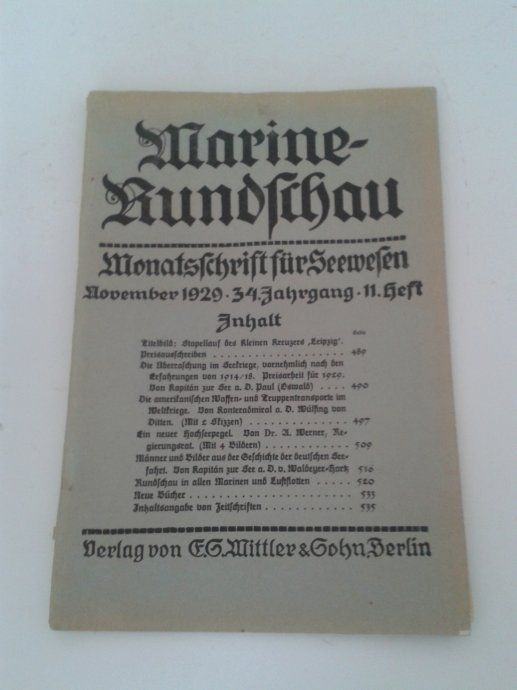 Marine-
Rundschau
Monatsschrift für Seewesen
November 1929 · 34. Jahrgang · 11. Heft
Inhalt
Seite
Titelbild: Stapellauf des Kleinen Kreuzers „Leipzig“.
Preisausschreiben . . . . . . . . . . . . . . . . . . . 489
Die Überraschung im Seekriege, vornehmlich nach den
Erfahrungen von 1914/18. Preisarbeit für 1929.
Von Kapitän zur See a. D. Paul (Oswald) . . . . 490
Die amerikanischen Waffen- und Truppentransporte im
Weltkriege. Von Konteradmiral a. D. Wülfing von
Ditten. (Mit 2 Skizzen) . . . . . . . . . . . . . 497
Ein neuer Hochseepegel. Von Dr. A. Werner, Re-
gierungsrat. (Mit 4 Bildern) . . . . . . . . . . . 509
Männer und Bilder aus der Geschichte der deutschen See-
fahrt. Von Kapitän zur See a. D. v. Waldeyer-Hartz 516
Rundschau in allen Marinen und Luftflotten . . . . . 520
Neue Bücher . . . . . . . . . . . . . . . . . . . . . 533
Inhaltsangabe von Zeitschriften . . . . . . . . . . . 535
Verlag von E. S. Mittler & Sohn, Berlin